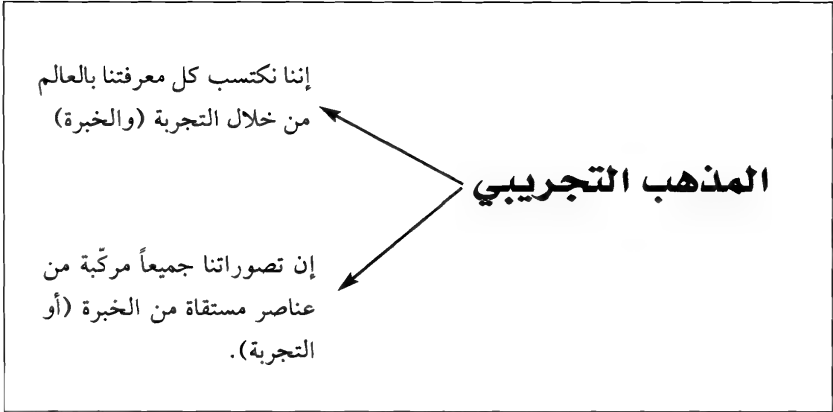 المذهب التجريبي
إننا نكتسب كل معرفتنا بالعالم
من خلال التجربة (والخبرة)
إن تصوراتنا جميعاً مركّبة من
عناصر مستقاة من الخبرة (أو
التجربة).